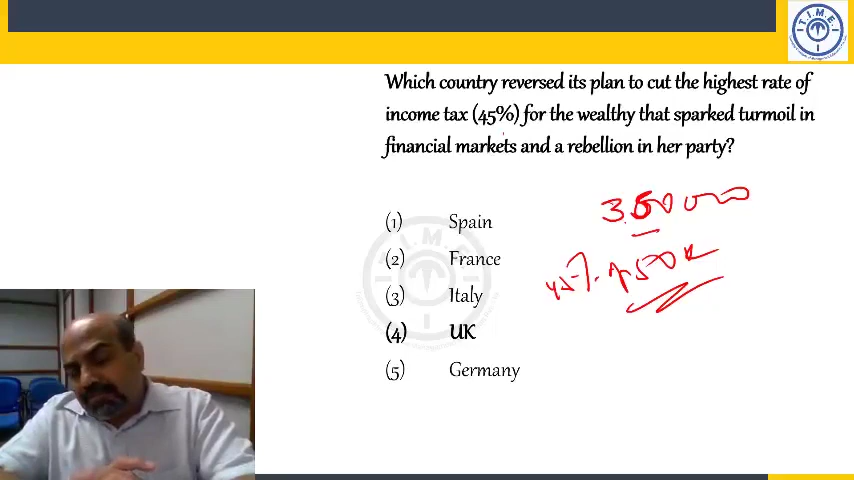 T.I.M.E.
Which country reversed its plan to cut the highest rate of
income tax (45%) for the wealthy that sparked turmoil in
financial markets and a rebellion in her party?
(1) Spain
(2) France
(3) Italy
(4) UK
(5) Germany
45%